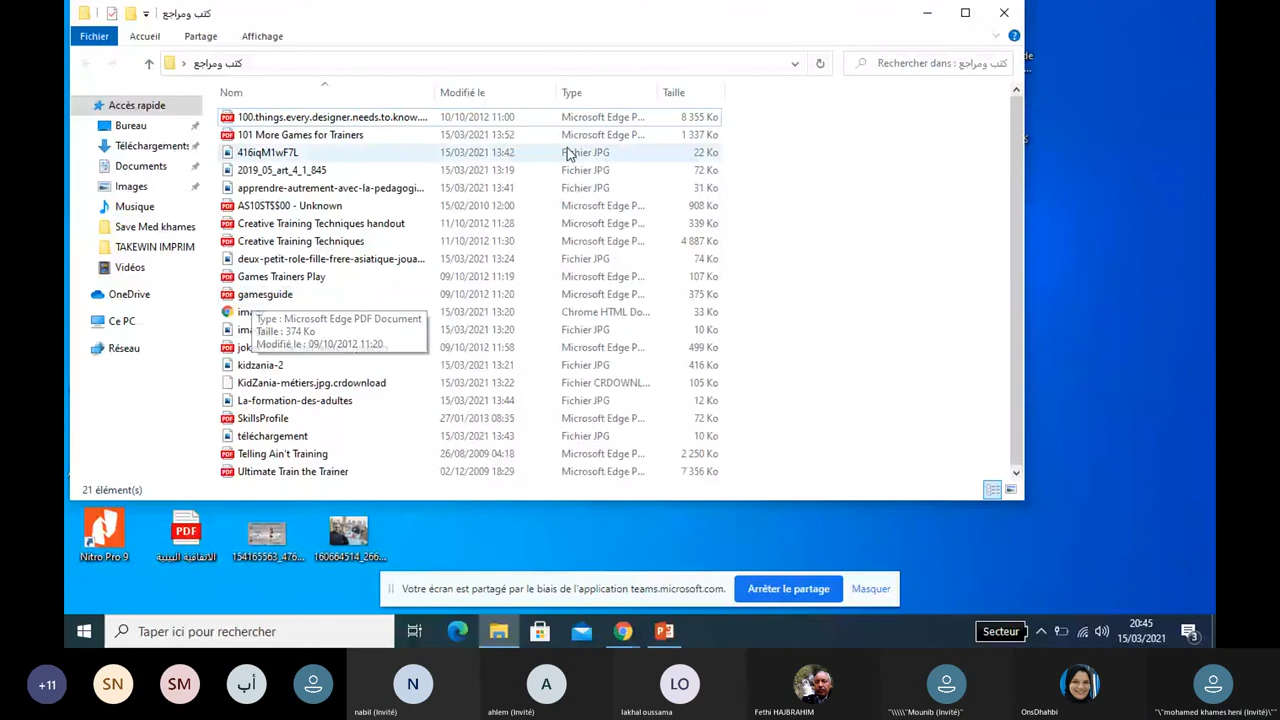 كتب ومراجع
Fichier Accueil Partage Affichage
كتب ومراجع
Rechercher dans : كتب ومراجع
Nom Modifié le Type Taille
Accès rapide
Bureau
Téléchargements
Documents
Images
Musique
Save Med khames
TAKEWIN IMPRIM
Vidéos
OneDrive
Ce PC
Réseau
100.things.every.designer.needs.to.know.... 10/10/2012 11:00 Microsoft Edge P... 8 355 Ko
101 More Games for Trainers 15/03/2021 13:52 Microsoft Edge P... 1 337 Ko
416iqM1wF7L 15/03/2021 13:42 Fichier JPG 22 Ko
2019_05_art_4_1_845 15/03/2021 13:19 Fichier JPG 72 Ko
apprendre-autrement-avec-la-pedagogi... 15/03/2021 13:41 Fichier JPG 31 Ko
AS10ST$$00 - Unknown 15/02/2010 12:00 Microsoft Edge P... 908 Ko
Creative Training Techniques handout 11/10/2012 11:28 Microsoft Edge P... 339 Ko
Creative Training Techniques 11/10/2012 11:30 Microsoft Edge P... 4 887 Ko
deux-petit-role-fille-frere-asiatique-joua... 15/03/2021 13:24 Fichier JPG 74 Ko
Games Trainers Play 09/10/2012 11:19 Microsoft Edge P... 107 Ko
gamesguide 09/10/2012 11:20 Microsoft Edge P... 375 Ko
15/03/2021 13:20 Chrome HTML Do... 33 Ko
15/03/2021 13:20 Fichier JPG 10 Ko
09/10/2012 11:58 Microsoft Edge P... 499 Ko
Type : Microsoft Edge PDF Document
Taille : 374 Ko
Modifié le : 09/10/2012 11:20
kidzania-2 15/03/2021 13:21 Fichier JPG 416 Ko
KidZania-métiers.jpg.crdownload 15/03/2021 13:22 Fichier CRDOWNL... 105 Ko
La-formation-des-adultes 15/03/2021 13:44 Fichier JPG 12 Ko
SkillsProfile 27/01/2013 08:35 Microsoft Edge P... 72 Ko
téléchargement 15/03/2021 13:43 Fichier JPG 10 Ko
Telling Ain't Training 26/08/2009 04:18 Microsoft Edge P... 2 250 Ko
Ultimate Train the Trainer 02/12/2009 18:29 Microsoft Edge P... 7 356 Ko
21 élément(s)
PDF
Nitro Pro 9 الاتفاقية البينية 154165563_476... 160664514_266...
Votre écran est partagé par le biais de l'application teams.microsoft.com. Arrêter le partage Masquer
Taper ici pour rechercher
Secteur
20:45
15/03/2021
3
+11 SN SM أب N A LO
nabil (Invité) ahlem (Invité) lakhal oussama Fethi HAJBRAHIM "\\\\\"Mounib (Invité) OnsDhahbi "\"mohamed khames heni (Invité)\"